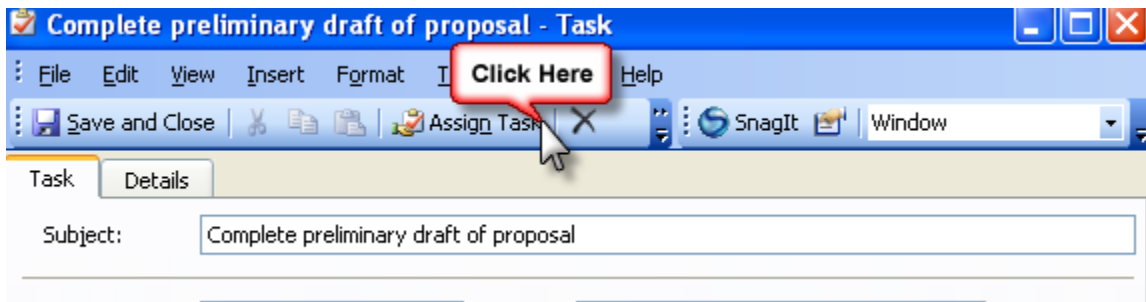 Complete preliminary draft of proposal - Task
File Edit View Insert Format T Click Here Help
Save and Close Assign Task SnagIt Window
Task Details
Subject: Complete preliminary draft of proposal